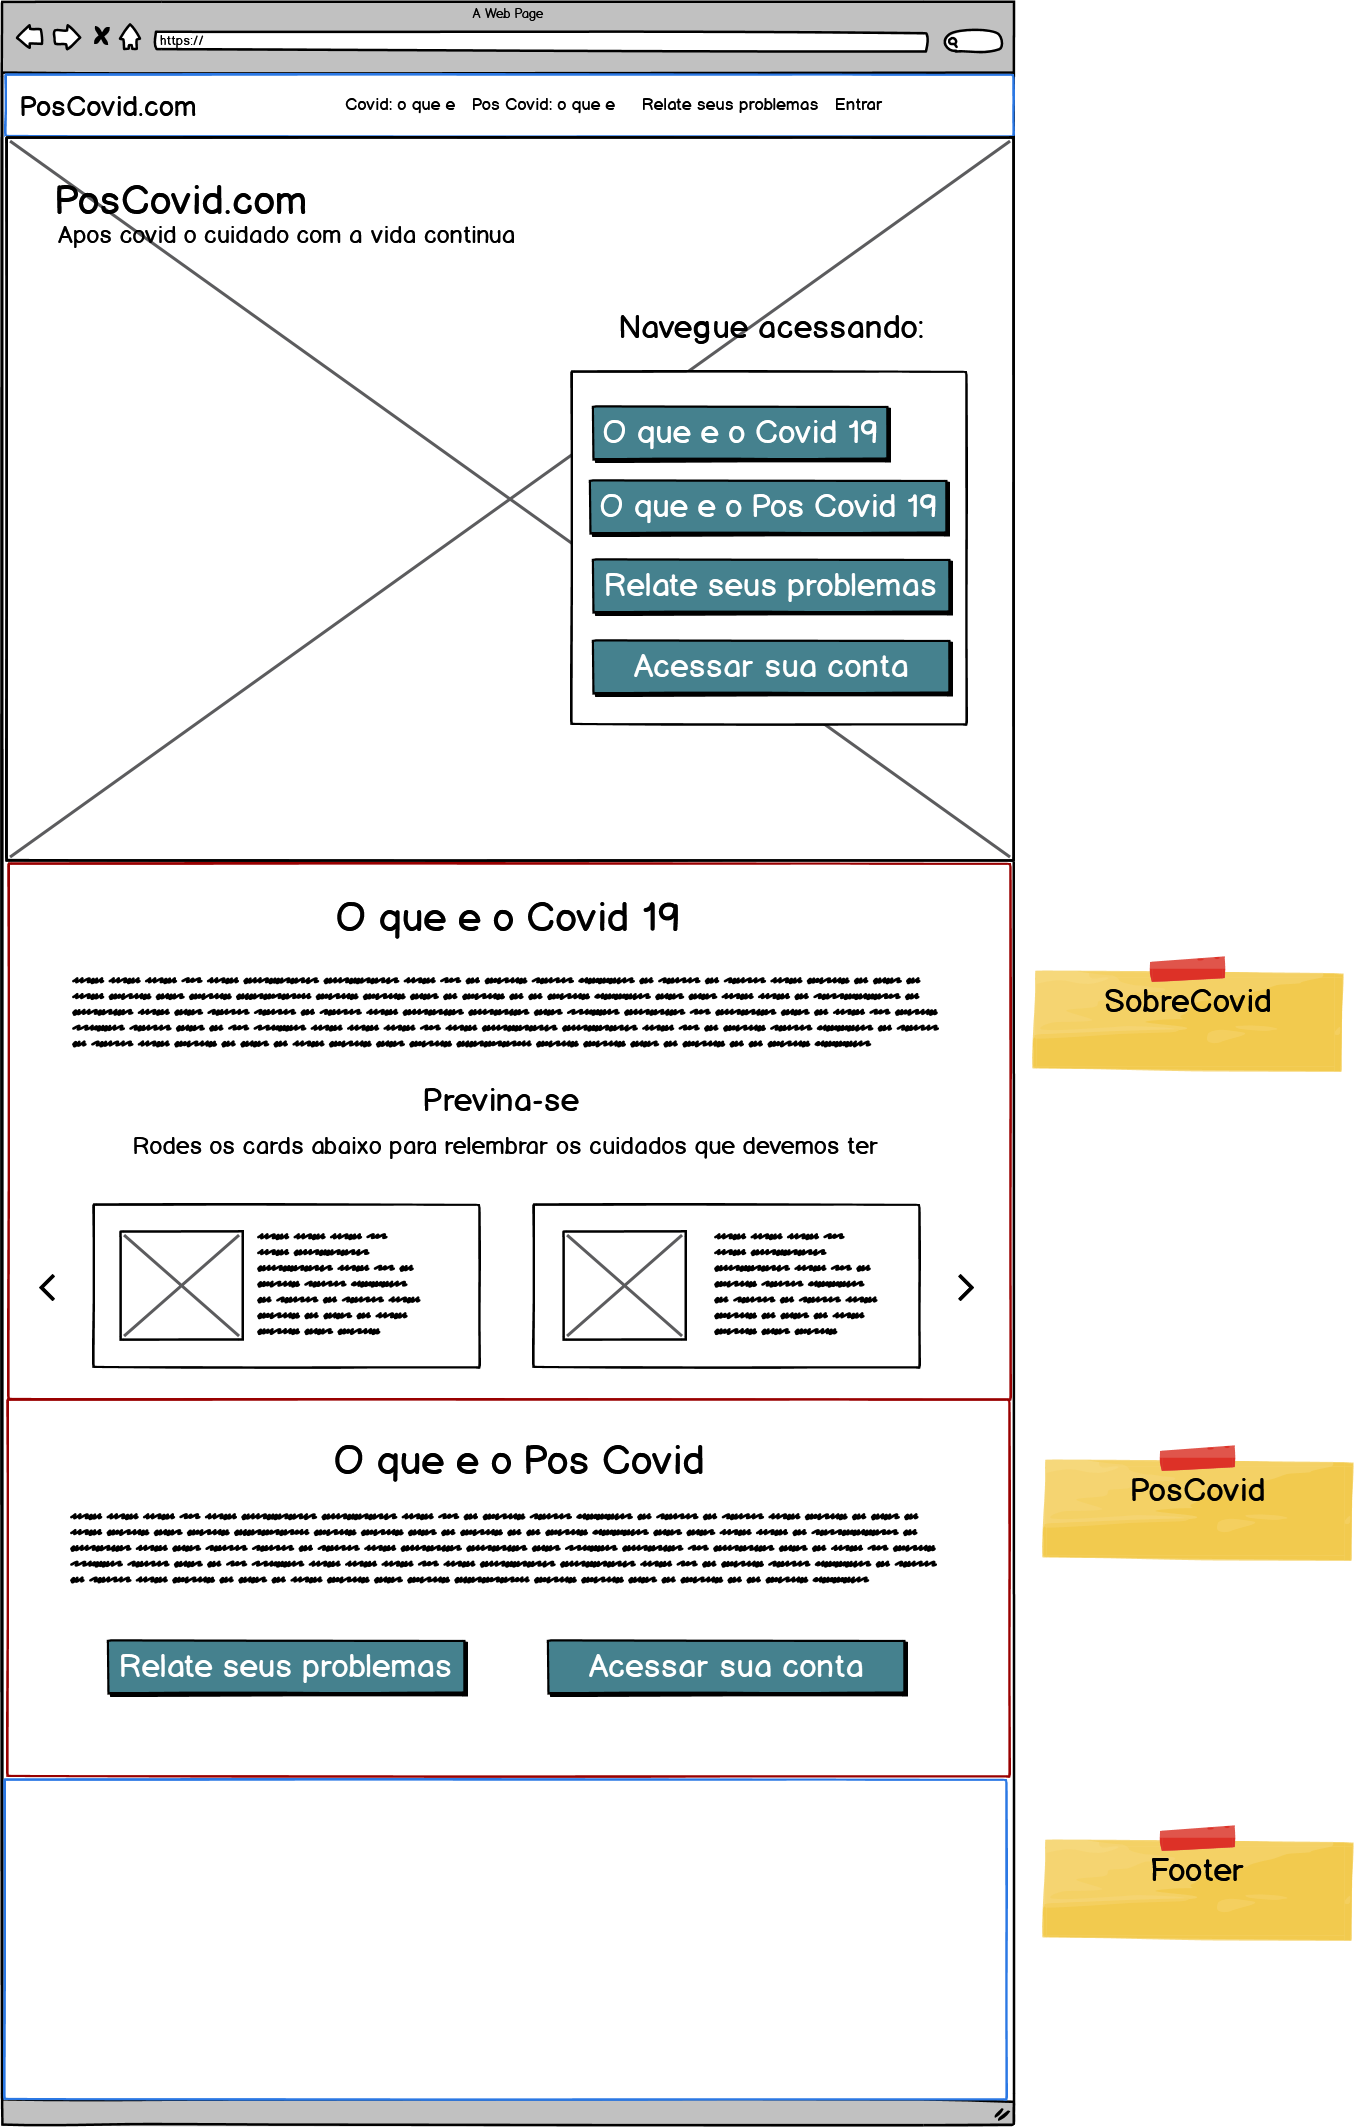 A Web Page
https://
PosCovid.com
Covid: o que e Pos Covid: o que e Relate seus problemas Entrar
PosCovid.com
Apos covid o cuidado com a vida continua
Navegue acessando:
O que e o Covid 19
O que e o Pos Covid 19
Relate seus problemas
Acessar sua conta
O que e o Covid 19
SobreCovid
Previna-se
Rodes os cards abaixo para relembrar os cuidados que devemos ter
O que e o Pos Covid
PosCovid
Relate seus problemas Acessar sua conta
Footer